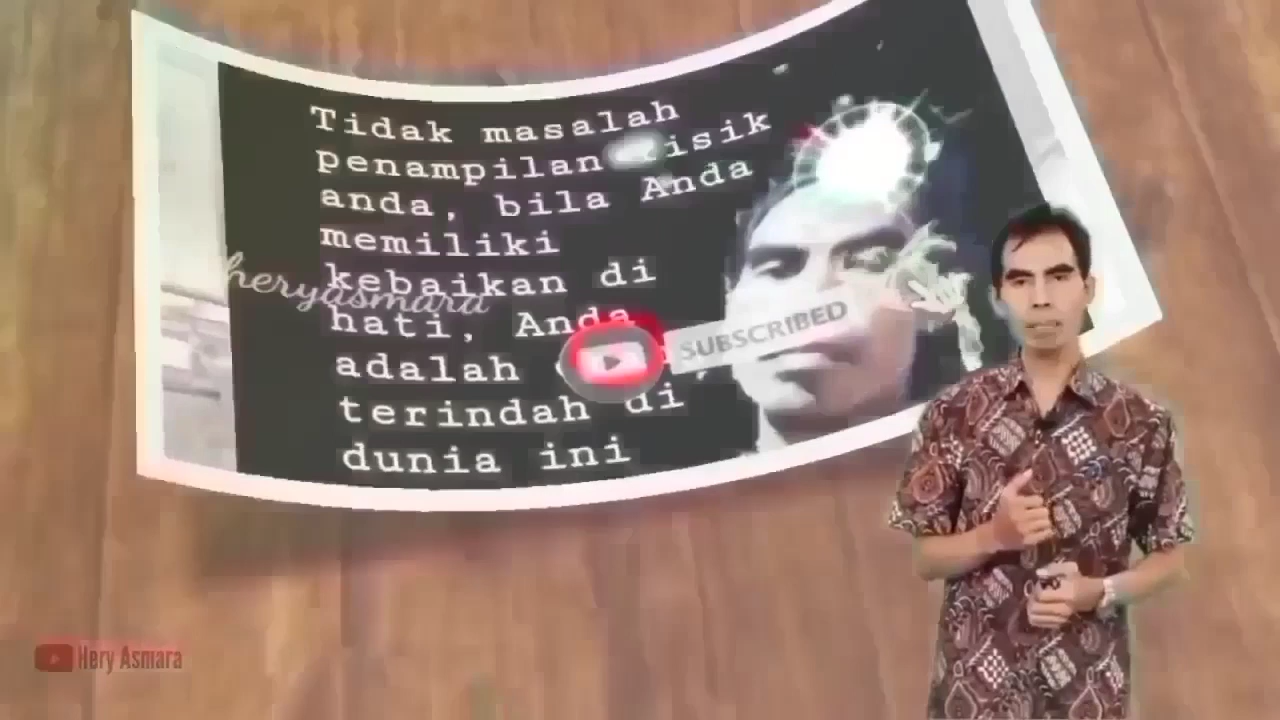 Tidak masalah
penampilan fisik
anda, bila Anda
memiliki
kebaikan di
heryasmara
hati, Anda
adalah
SUBSCRIBED
terindah di
dunia ini
Hery Asmara